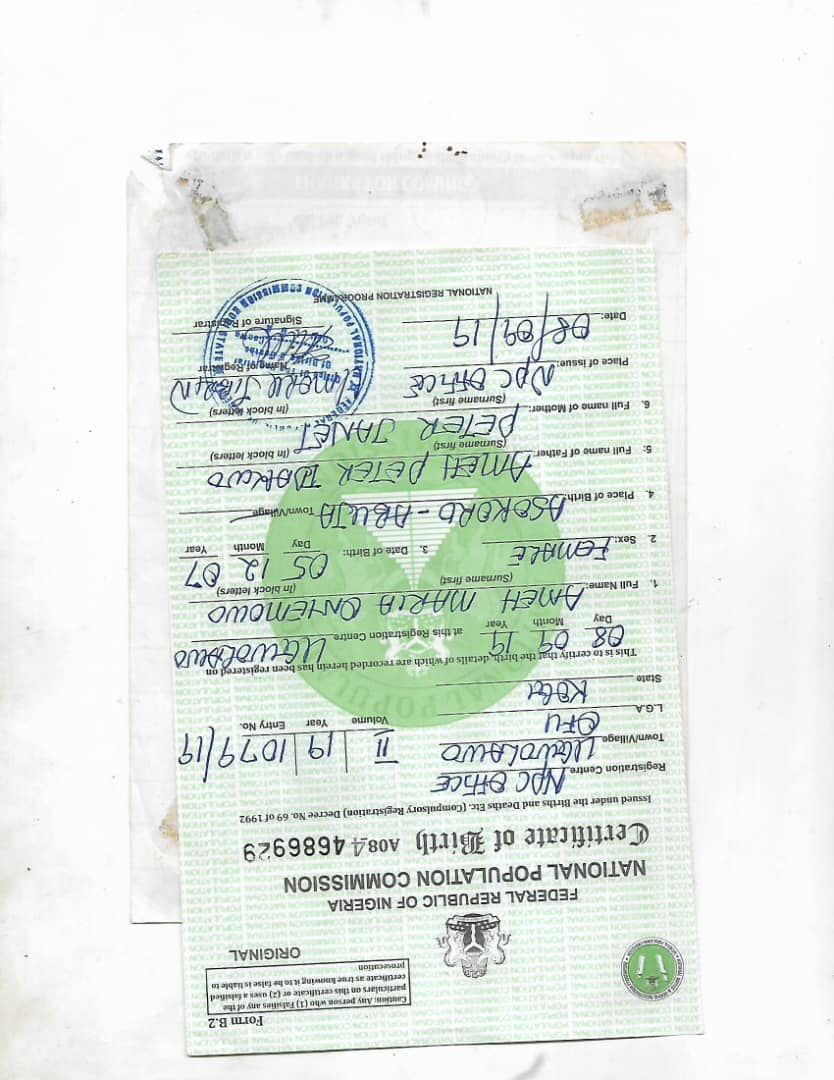 Form B.2
Caution: Any person who (1) Falsifies any of the
particulars on this certificate or (2) uses a falsified
certificate as true knowing it to be false is liable to
prosecution
ORIGINAL
FEDERAL REPUBLIC OF NIGERIA
NATIONAL POPULATION COMMISSION
Certificate of Birth A084 4686929
Issued under the Births and Deaths Etc (Compulsory Registration) Decree No. 69 of 1992
Registration Centre NPC OFFICE
Town/Village UGWOLAWO II 19 1079/19
L.G.A OFU Volume Year Entry No.
State KOGI
This is to certify that the birth, details of which are recorded herein has been registered on
08 09 19 at this Registration Centre UGWOLAWO
Day Month Year
1. Full Name: AMEH MARIA ONYEMOWO
(Surname first) (In block letters)
2. Sex: FEMALE 3. Date of Birth: 05 12 07
Day Month Year
4. Place of Birth: ASOKORO - ABUJA Town/Village
5. Full name of Father: AMEH PETER
(Surname first) (In block letters)
6. Full name of Mother: PETER JANET
(Surname first) (In block letters)
Place of issue: NPC OFFICE Name of Registrar
Date: 08/09/19 Signature of Registrar
NATIONAL REGISTRATION PROGRAMME